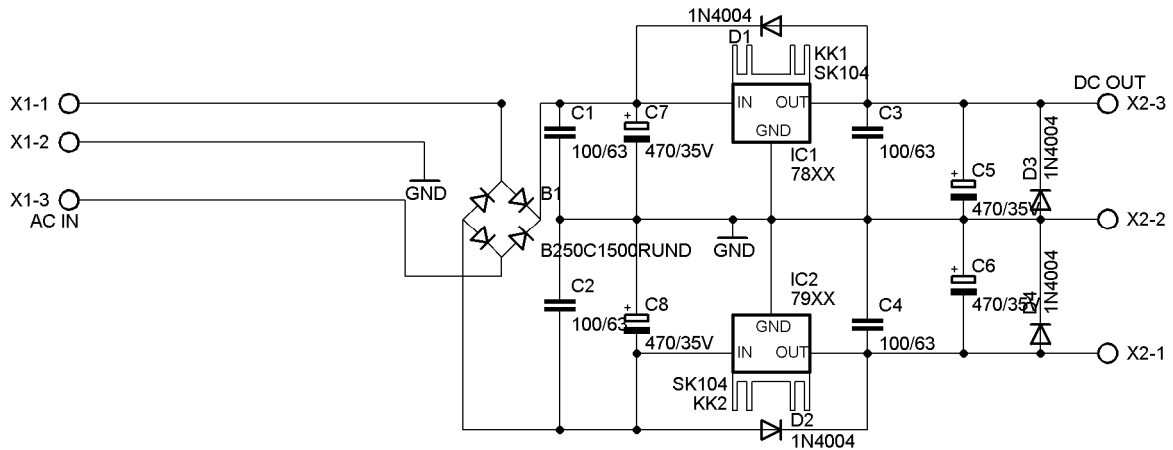 1N4004
D1
KK1
SK104
DC OUT
X1-1
X2-3
C1
C7
IN
OUT
C3
+
GND
X1-2
100/63
470/35V
IC1
100/63
D3
1N4004
78XX
GND
X1-3
B1
+
C5
470/35V
AC IN
X2-2
GND
B250C1500RUND
C2
C8
IC2
79XX
+
C6
1N4004
+
C4
470/35V
D4
100/63
GND
470/35V
IN
OUT
100/63
X2-1
SK104
KK2
D2
1N4004